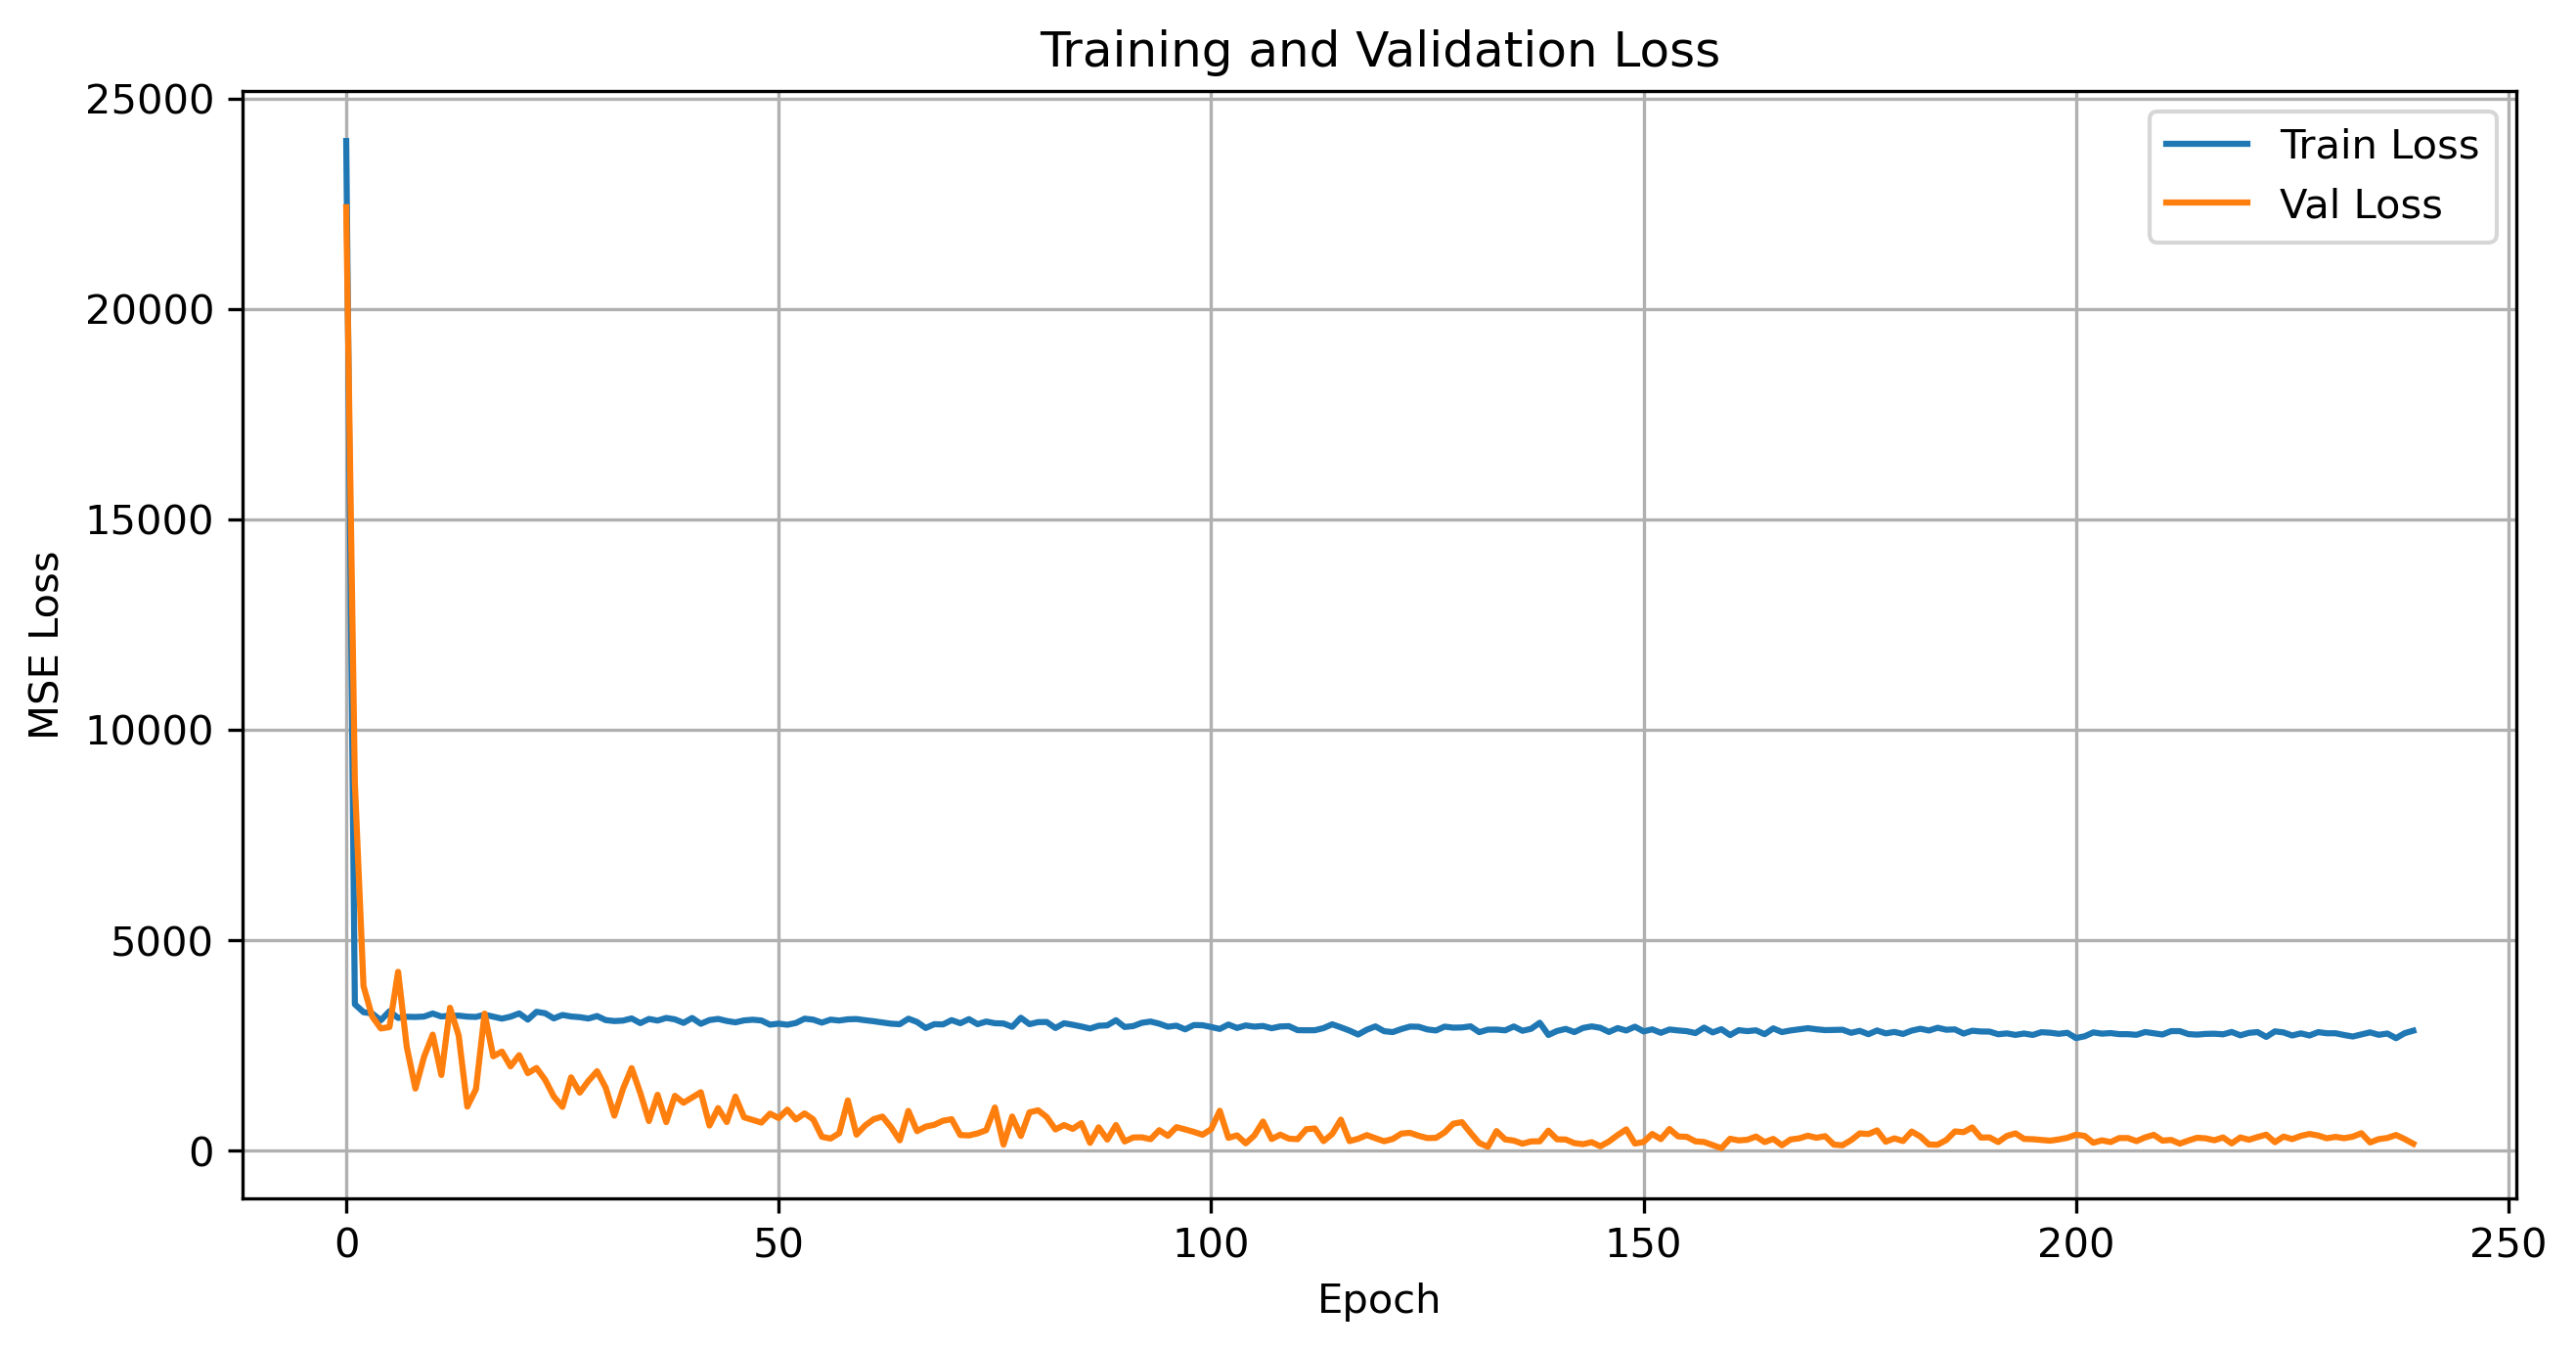 Training and Validation Loss
25000
20000
15000
10000
5000
0
MSE Loss
Train Loss
Val Loss
0 50 100 150 200 250
Epoch